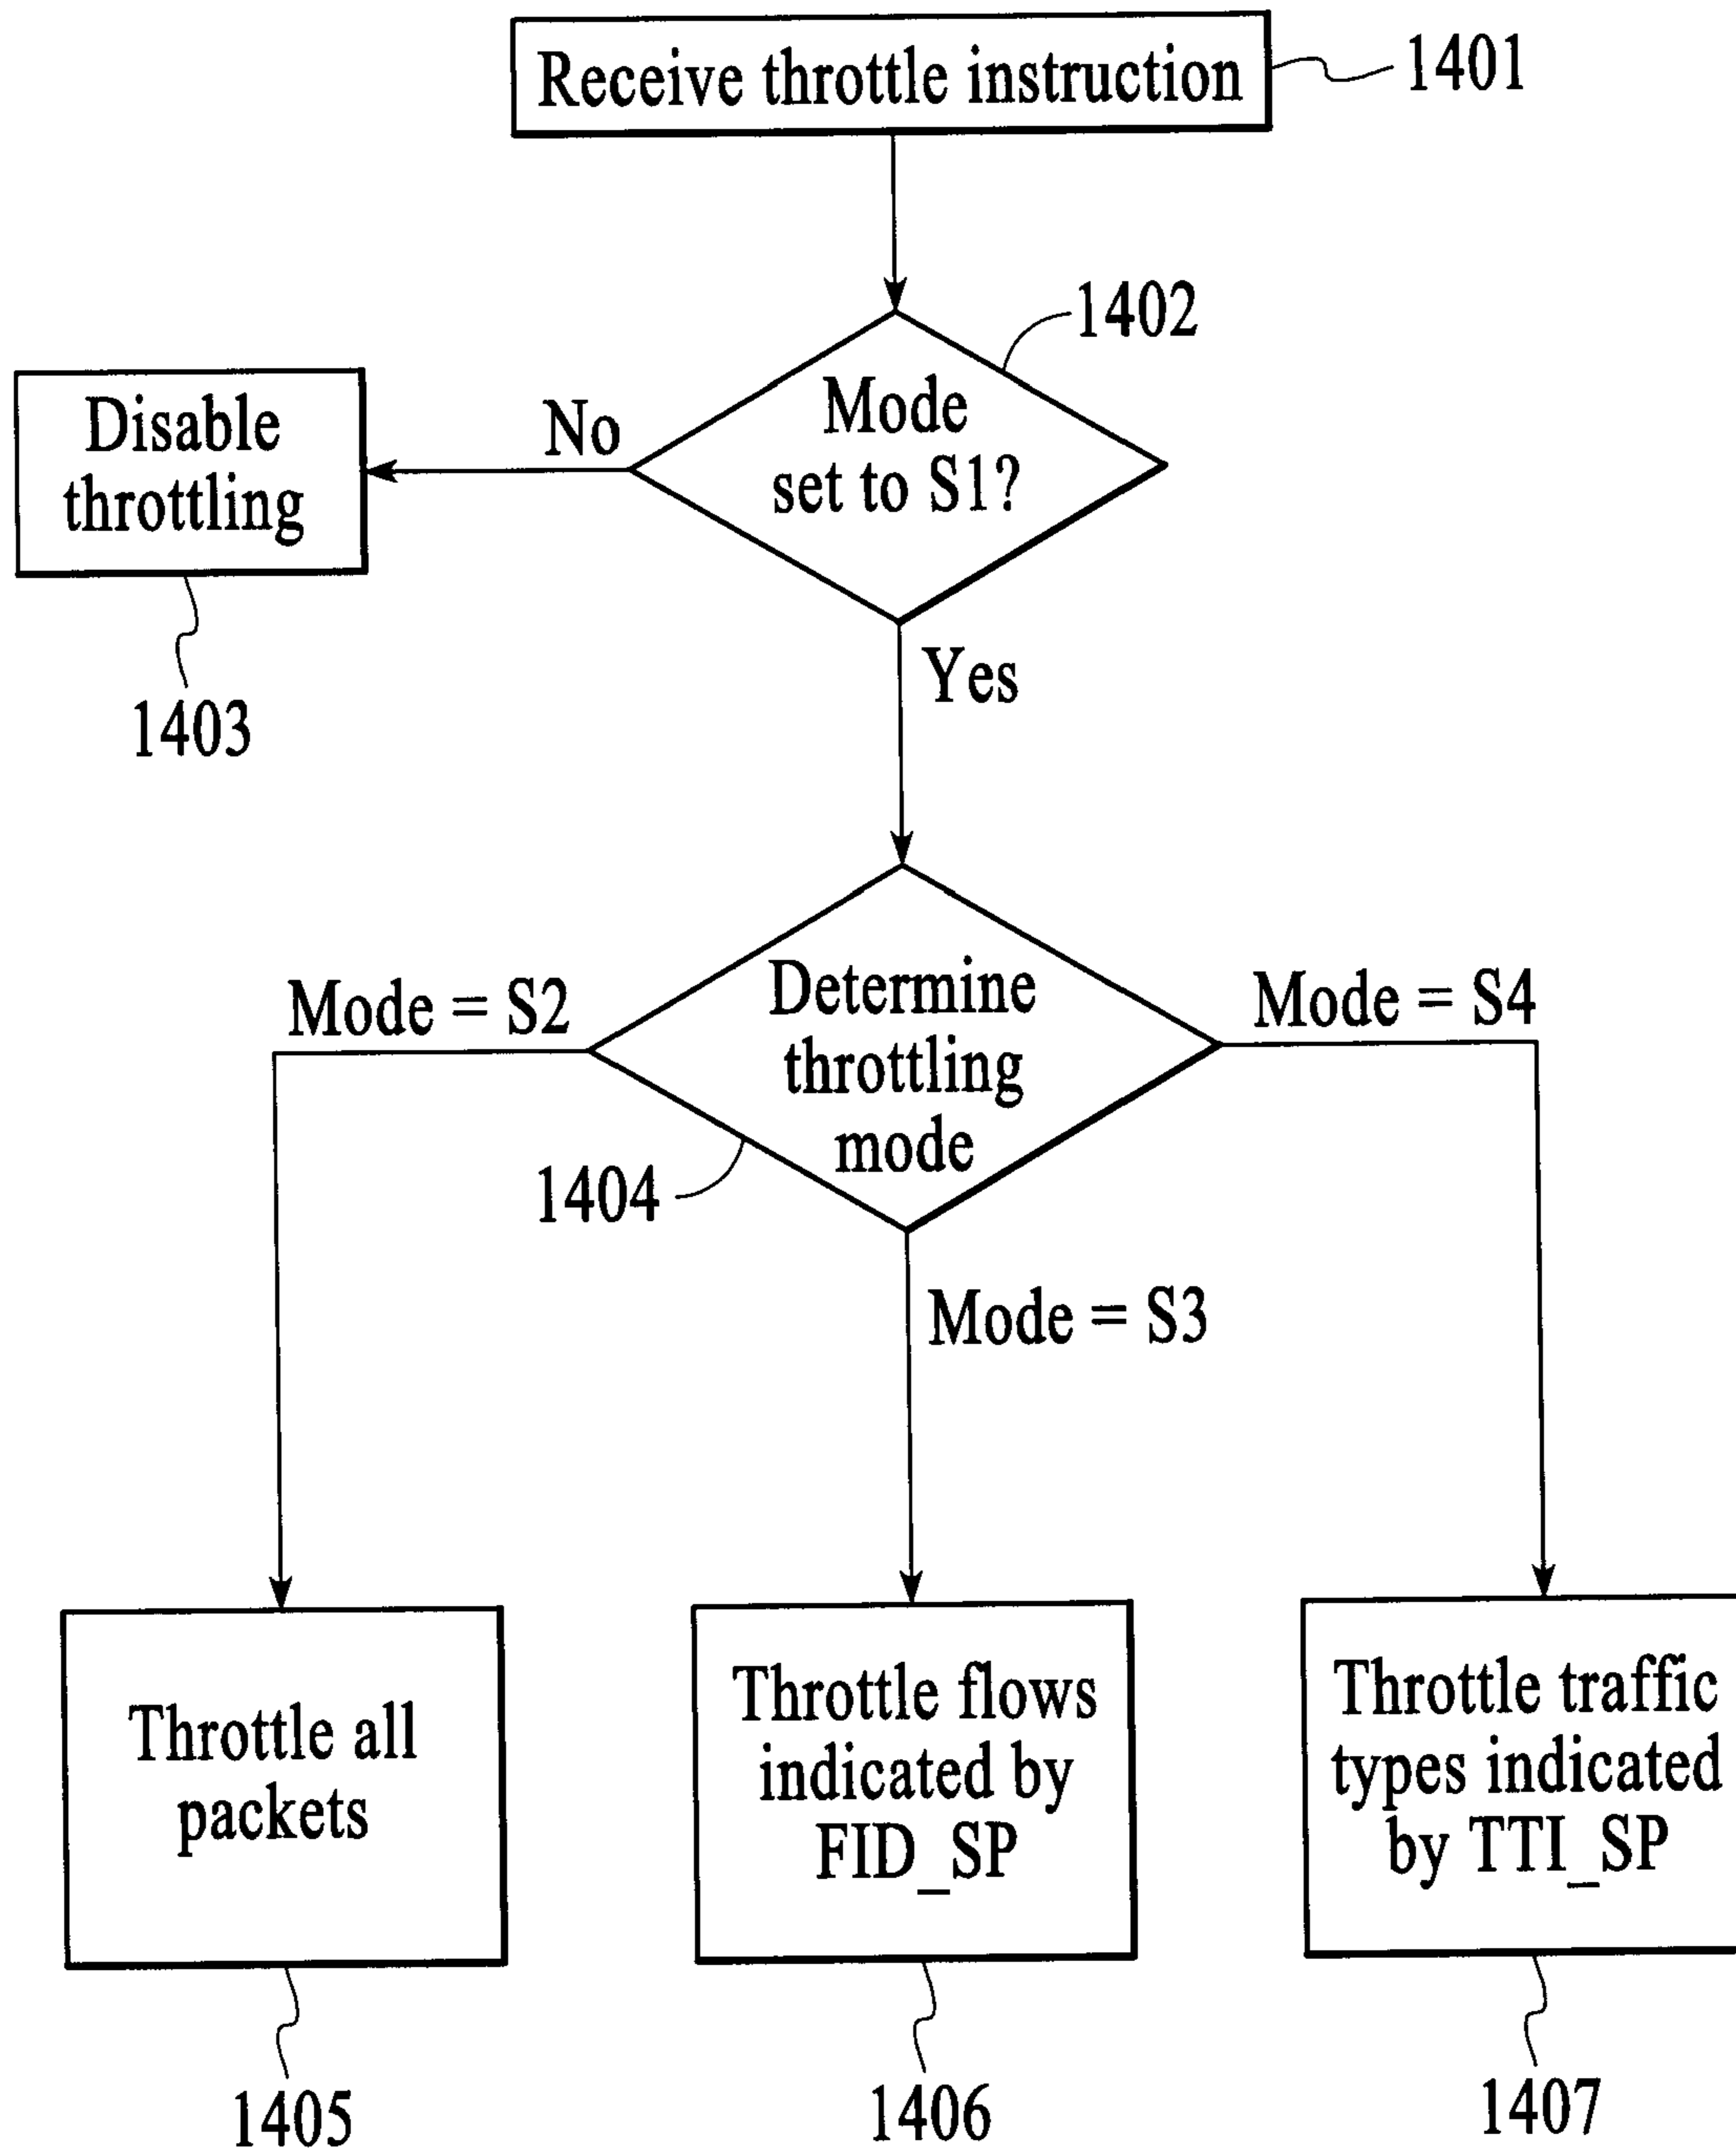 Receive throttle instruction
1401
1402
Mode
set to S1?
No
Disable
throttling
1403
Yes
Determine
throttling
mode
Mode = S2
Mode = S4
1404
Mode = S3
Throttle all
packets
Throttle flows
indicated by
FID_SP
Throttle traffic
types indicated
by TTI_SP
1405
1406
1407